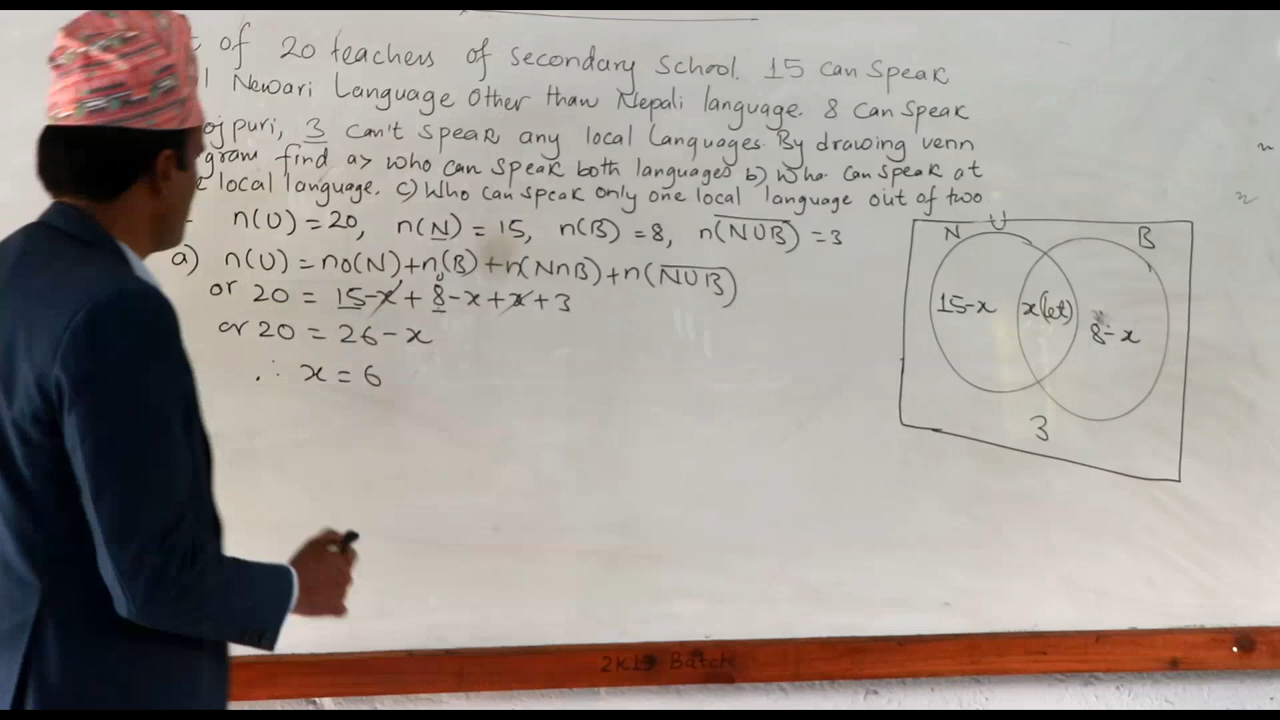 of 20 teachers of secondary school. 15 can speak
Newari Language other than Nepali language. 8 can speak
ojpuri, 3 can't speak any local languages. By drawing venn
gram find a> who can speak both languages b) who can speak at
e local language. c) who can speak only one local language out of two
n(U) = 20, n(N) = 15, n(B) = 8, n(\overline{N∪B}) = 3
a) n(U) = no(N) + no(B) + n(N∩B) + n(\overline{N∪B})
or 20 = 15-x + 8-x + x + 3
or 20 = 26 - x
∴ x = 6
U
N B
15-x x(let) 8-x
3
2K19 Batch